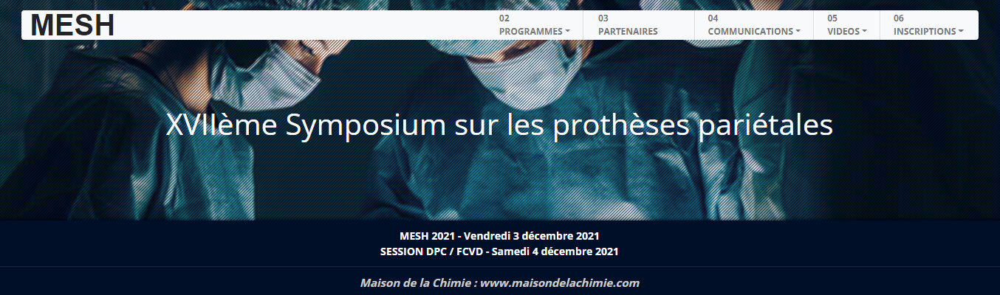 MESH
02
PROGRAMMES
03
PARTENAIRES
04
COMMUNICATIONS
05
VIDEOS
06
INSCRIPTIONS
XVIIème Symposium sur les prothèses pariétales
MESH 2021 - Vendredi 3 décembre 2021
SESSION DPC / FCVD - Samedi 4 décembre 2021
Maison de la Chimie : www.maisondelachimie.com